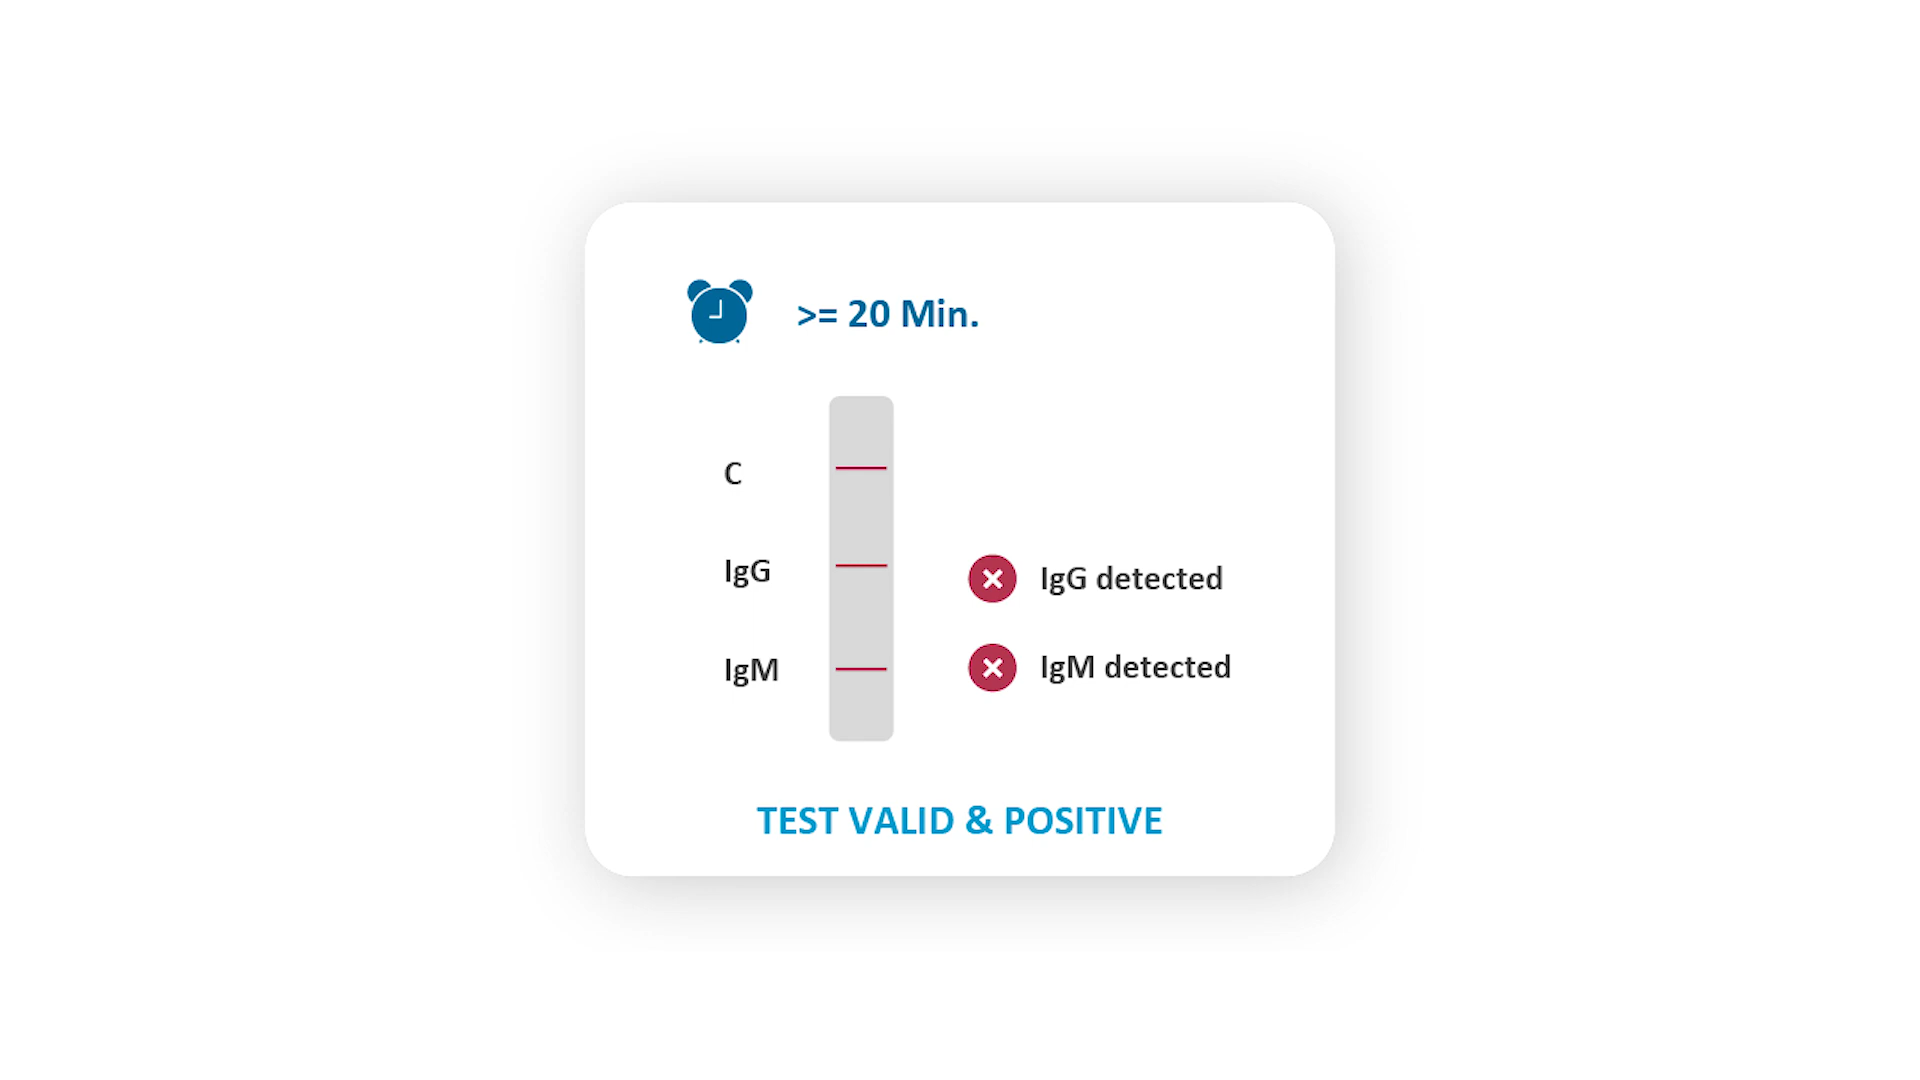 >= 20 Min.
C
IgG
IgG detected
IgM
IgM detected
TEST VALID & POSITIVE